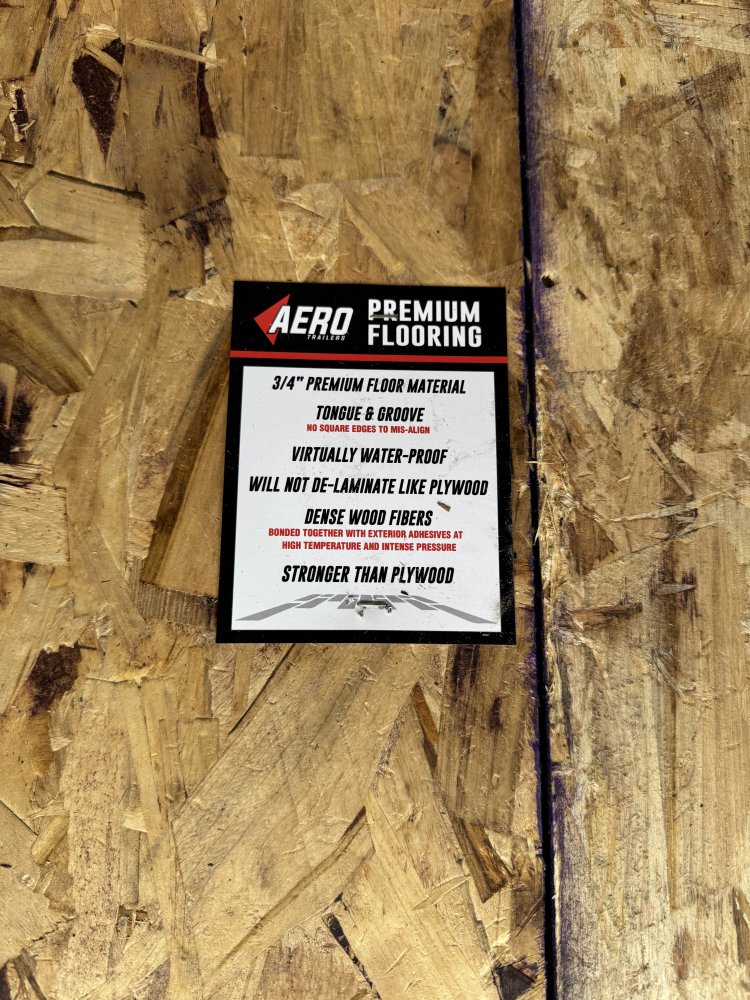 AERO
TRAILERS
PREMIUM
FLOORING
3/4" PREMIUM FLOOR MATERIAL
TONGUE & GROOVE
NO SQUARE EDGES TO MIS-ALIGN
VIRTUALLY WATER-PROOF
WILL NOT DE-LAMINATE LIKE PLYWOOD
DENSE WOOD FIBERS
BONDED TOGETHER WITH EXTERIOR ADHESIVES AT
HIGH TEMPERATURE AND INTENSE PRESSURE
STRONGER THAN PLYWOOD